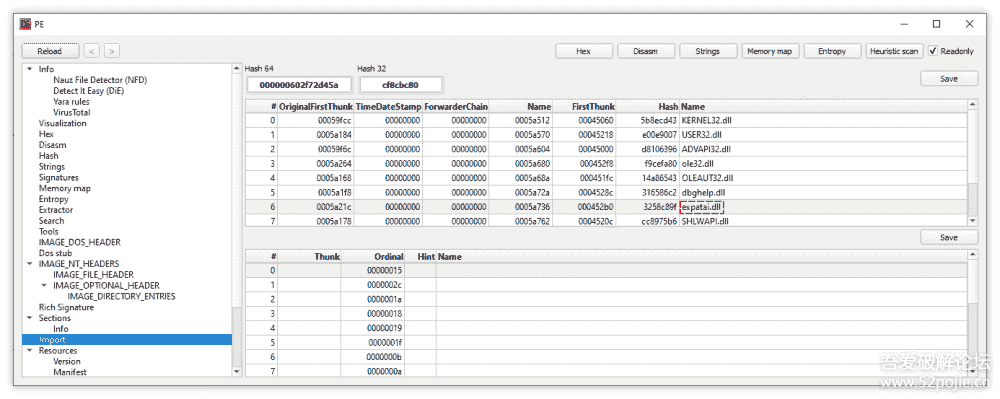 PE
Reload < > Hex Disasm Strings Memory map Entropy Heuristic scan Readonly
Info
Nauz File Detector (NFD)
Detect It Easy (DiE)
Yara rules
VirusTotal
Visualization
Hex
Disasm
Hash
Strings
Signatures
Memory map
Entropy
Extractor
Search
Tools
IMAGE_DOS_HEADER
Dos stub
IMAGE_NT_HEADERS
IMAGE_FILE_HEADER
IMAGE_OPTIONAL_HEADER
IMAGE_DIRECTORY_ENTRIES
Rich Signature
Sections
Info
Import
Resources
Version
Manifest
Hash 64 Hash 32
000000602f72d45a cf8cbc80
Save
# OriginalFirstThunk TimeDateStamp ForwarderChain Name FirstThunk Hash Name
0 00059fcc 00000000 00000000 0005a512 00045060 5b8ecd43 KERNEL32.dll
1 0005a184 00000000 00000000 0005a570 00045218 e00e9007 USER32.dll
2 00059f6c 00000000 00000000 0005a604 00045000 d8106396 ADVAPI32.dll
3 0005a264 00000000 00000000 0005a680 000452f8 f9cefa80 ole32.dll
4 0005a168 00000000 00000000 0005a68a 000451fc 14a86543 OLEAUT32.dll
5 0005a1f8 00000000 00000000 0005a72a 0004528c 316586c2 dbghelp.dll
6 0005a21c 00000000 00000000 0005a736 000452b0 3258c89f expatai.dll
7 0005a178 00000000 00000000 0005a762 0004520c cc8975b6 SHLWAPI.dll
Save
# Thunk Ordinal Hint Name
0 00000015
1 0000002c
2 0000001a
3 00000018
4 00000019
5 0000001f
6 0000000b
7 0000000a
吾爱破解论坛
www.52pojie.cn